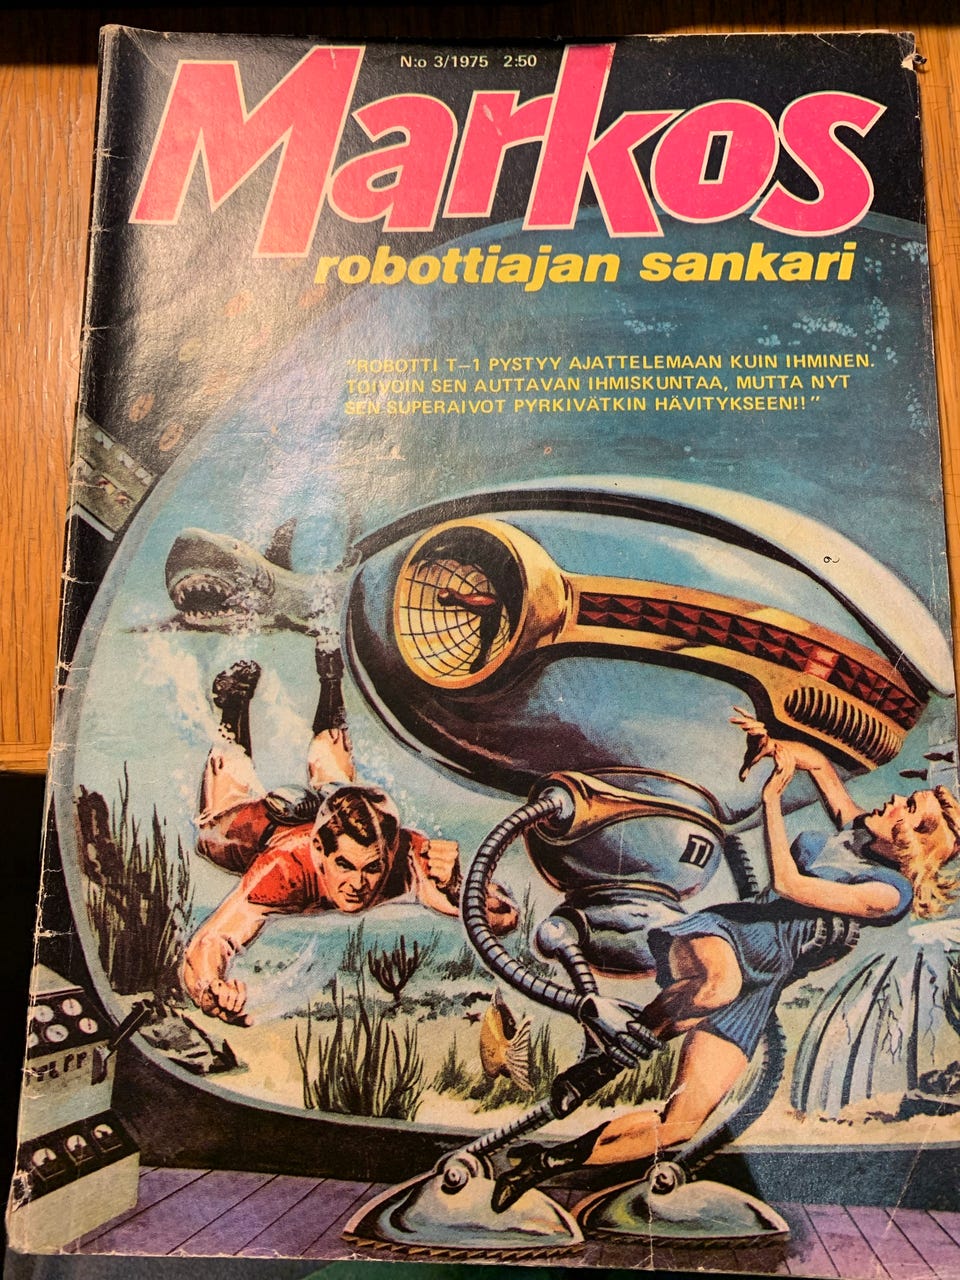 N:o 3/1975 2:50
Markos
robottiajan sankari
"ROBOTTI T–1 PYSTYY AJATTELEMAAN KUIN IHMINEN.
TOIVOIN SEN AUTTAVAN IHMISKUNTAA, MUTTA NYT
SEN SUPERAIVOT PYRKIVÄTKIN HÄVITYKSEEN!!"
T1